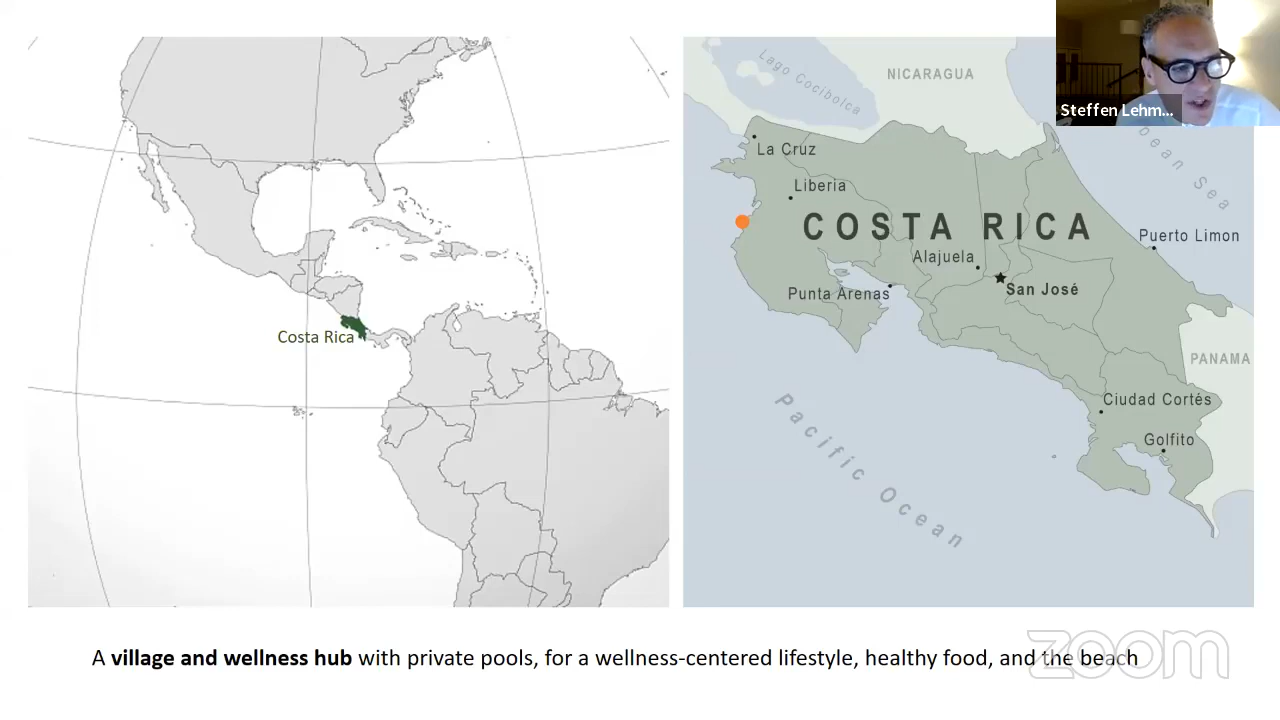 NICARAGUA
Lago Cocibolca
Steffen Lehm...
bean Sea
La Cruz
Liberia
COSTA RICA
Puerto Limon
Alajuela
San José
Punta Arenas
Costa Rica
PANAMA
Ciudad Cortés
Pacific Ocean
Golfito
A village and wellness hub with private pools, for a wellness-centered lifestyle, healthy food, and the beach
zoom